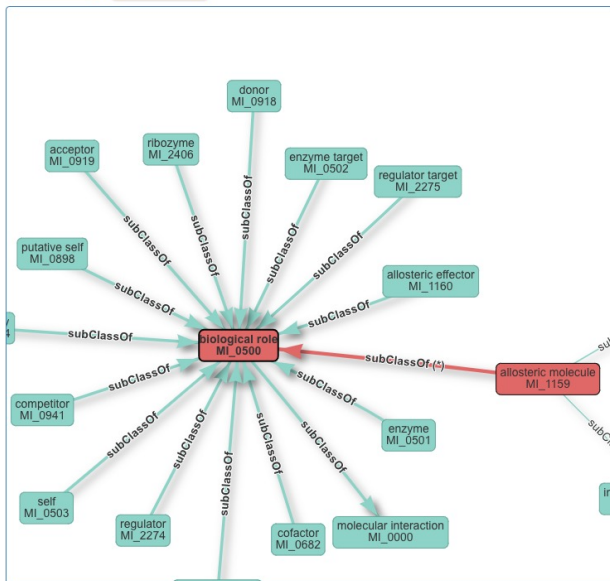 donor
MI_0918
ribozyme
MI_2406
acceptor
MI_0919
enzyme target
MI_0502
regulator target
MI_2275
subClassOf
subClassOf
subClassOf
subClassOf
subClassOf
putative self
MI_0898
subClassOf
allosteric effector
MI_1160
subClassOf
subClassOf
biological role
MI_0500
subClassOf (*)
allosteric molecule
MI_1159
subClassOf
competitor
MI_0941
subClassOf
enzyme
MI_0501
subClassOf
subClassOf
subClassOf
subClassOf
subClassOf
self
MI_0503
regulator
MI_2274
cofactor
MI_0682
molecular interaction
MI_0000